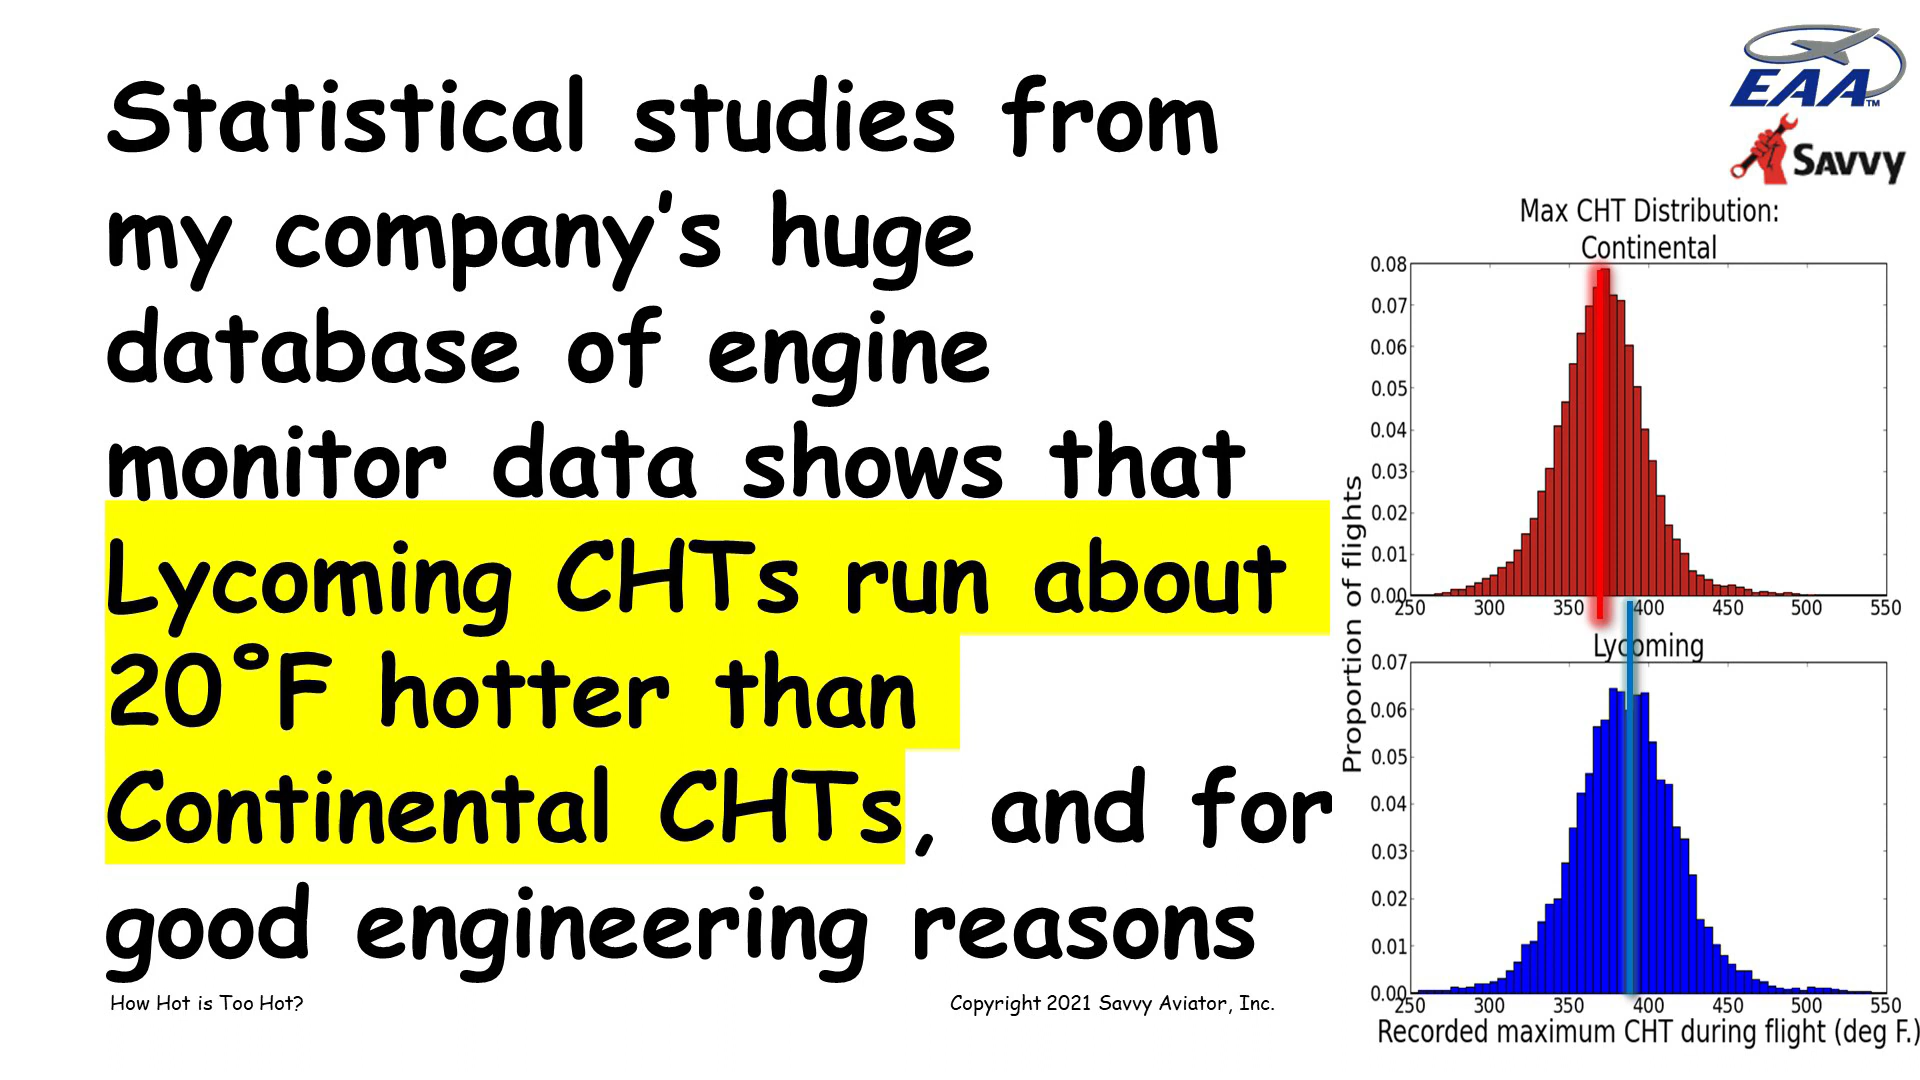 Statistical studies from
my company's huge
database of engine
monitor data shows that
Lycoming CHTs run about
20°F hotter than
Continental CHTs, and for
good engineering reasons
How Hot is Too Hot?
Copyright 2021 Savvy Aviator, Inc.
EAA™
SAVVY
Max CHT Distribution:
Continental
0.08
0.07
0.06
0.05
0.04
0.03
0.02
0.01
0.00
250 300 350 400 450 500 550
Proportion of flights
Lycoming
0.07
0.06
0.05
0.04
0.03
0.02
0.01
0.00
250 300 350 400 450 500 550
Recorded maximum CHT during flight (deg F.)